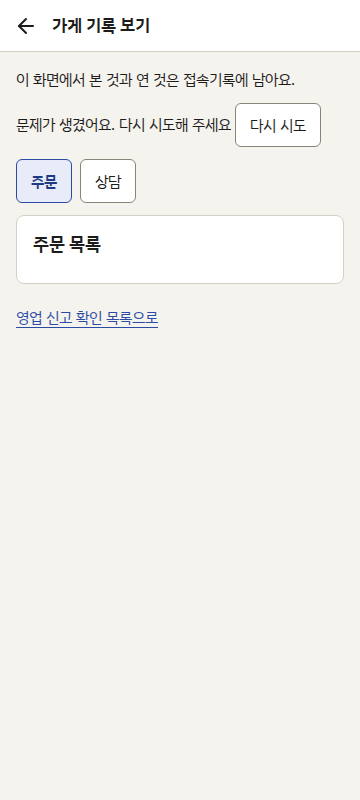 가게 기록 보기
이 화면에서 본 것과 연 것은 접속기록에 남아요.
문제가 생겼어요. 다시 시도해 주세요 다시 시도
주문 상담
주문 목록
영업 신고 확인 목록으로